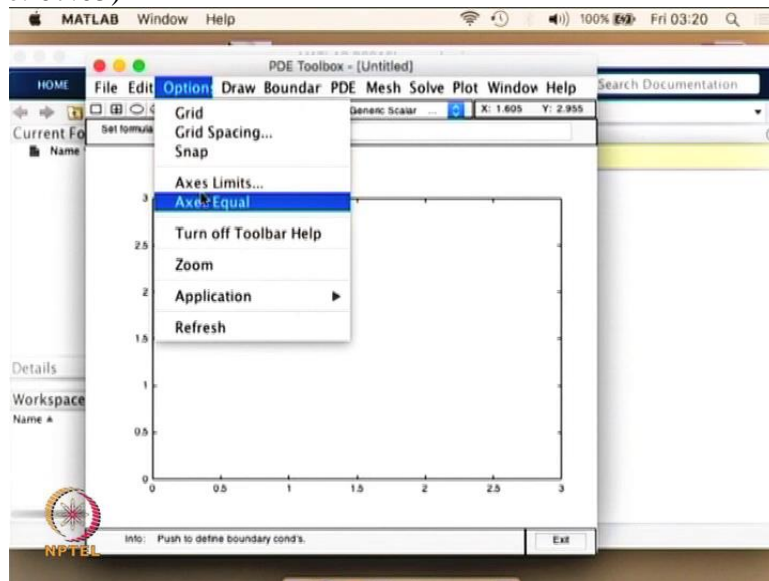 MATLAB Window Help 100% Fri 03:20
PDE Toolbox - [Untitled]
HOME File Edit Option Draw Boundar PDE Mesh Solve Plot Window Help Search Documentation
Generic Scalar ... X: 1.605 Y: 2.955
Current Fo Set formula
Name
Grid
Grid Spacing...
Snap
Axes Limits...
Axes Equal
Turn off Toolbar Help
Zoom
Application
Refresh
3
2.5
2
1.5
1
0.5
0
0 0.5 1 1.5 2 2.5 3
Details
Workspace
Name
Info: Push to define boundary cond's. Exit
NPTEL